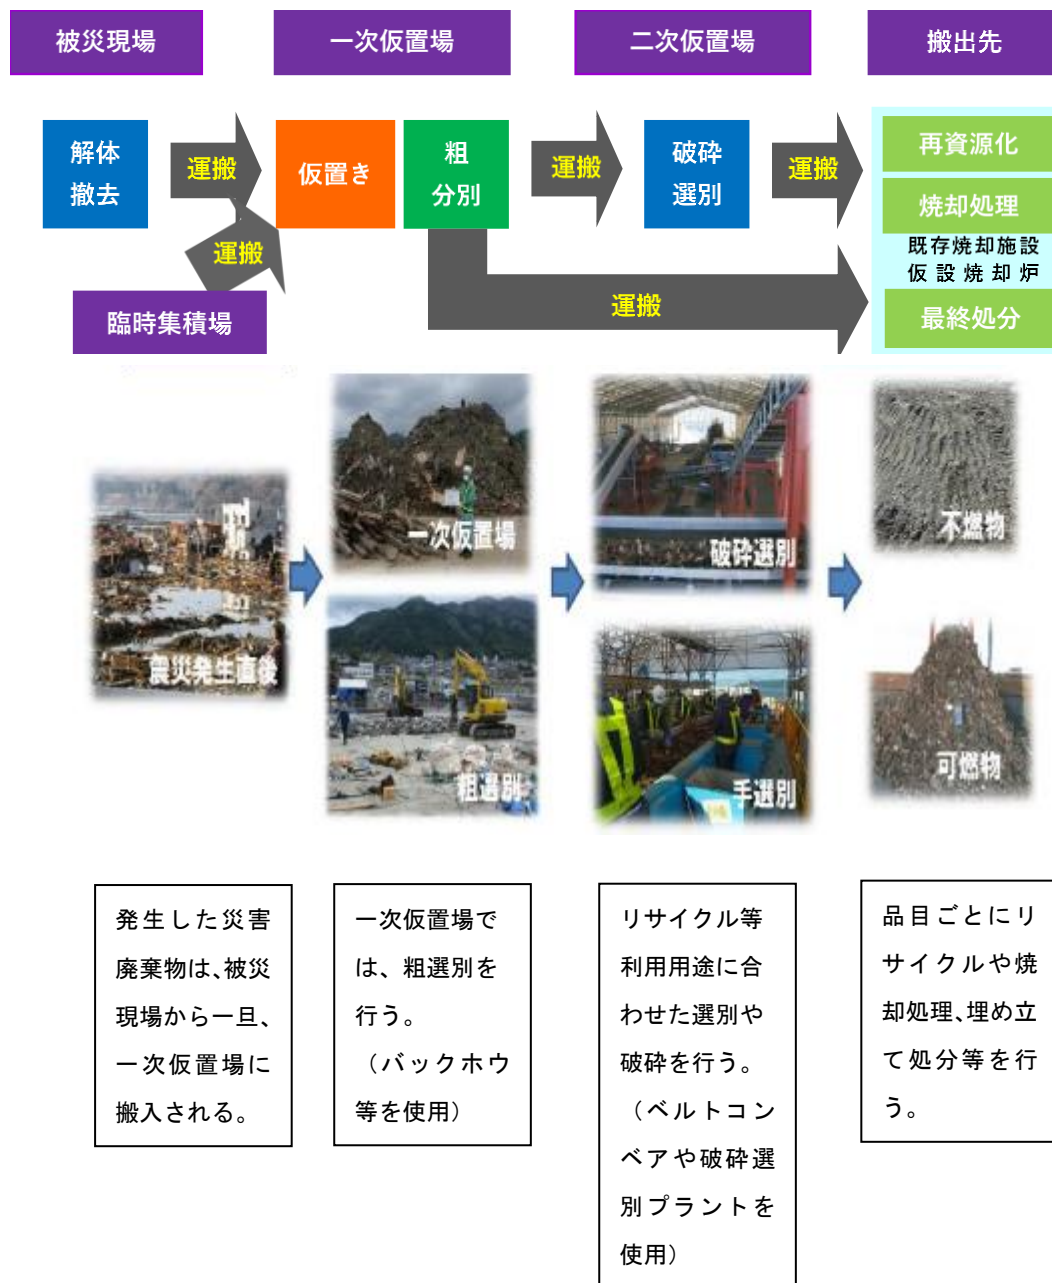 被災現場
一次仮置場
二次仮置場
搬出先
解体
撤去
運搬
仮置き
粗
分別
運搬
破砕
選別
運搬
再資源化
焼却処理
既存焼却施設
仮設焼却炉
最終処分
運搬
臨時集積場
運搬
震災発生直後
一次仮置場
粗選別
破砕選別
手選別
不燃物
可燃物
発生した災害
廃棄物は、被災
現場から一旦、
一次仮置場に
搬入される。
一次仮置場で
は、粗選別を
行う。
（バックホウ
等を使用）
リサイクル等
利用用途に合
わせた選別や
破砕を行う。
（ベルトコン
ベアや破砕選
別プラントを
使用）
品目ごとにリ
サイクルや焼
却処理、埋め立
て処分等を行
う。